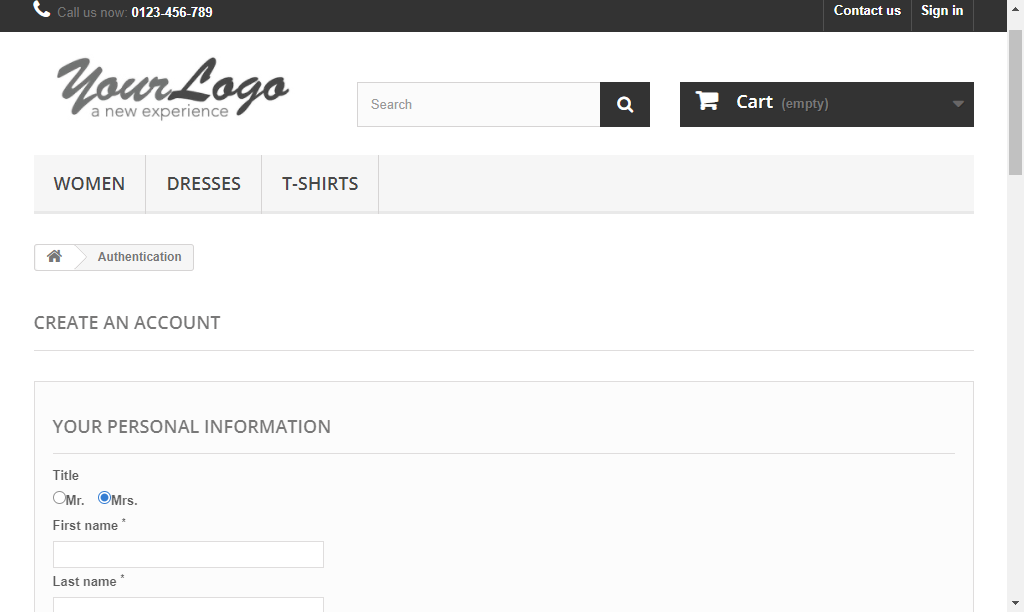 Call us now: 0123-456-789
Contact us
Sign in
YourLogo
a new experience
Search
Cart (empty)
WOMEN
DRESSES
T-SHIRTS
Authentication
CREATE AN ACCOUNT
YOUR PERSONAL INFORMATION
Title
Mr. Mrs.
First name *
Last name *